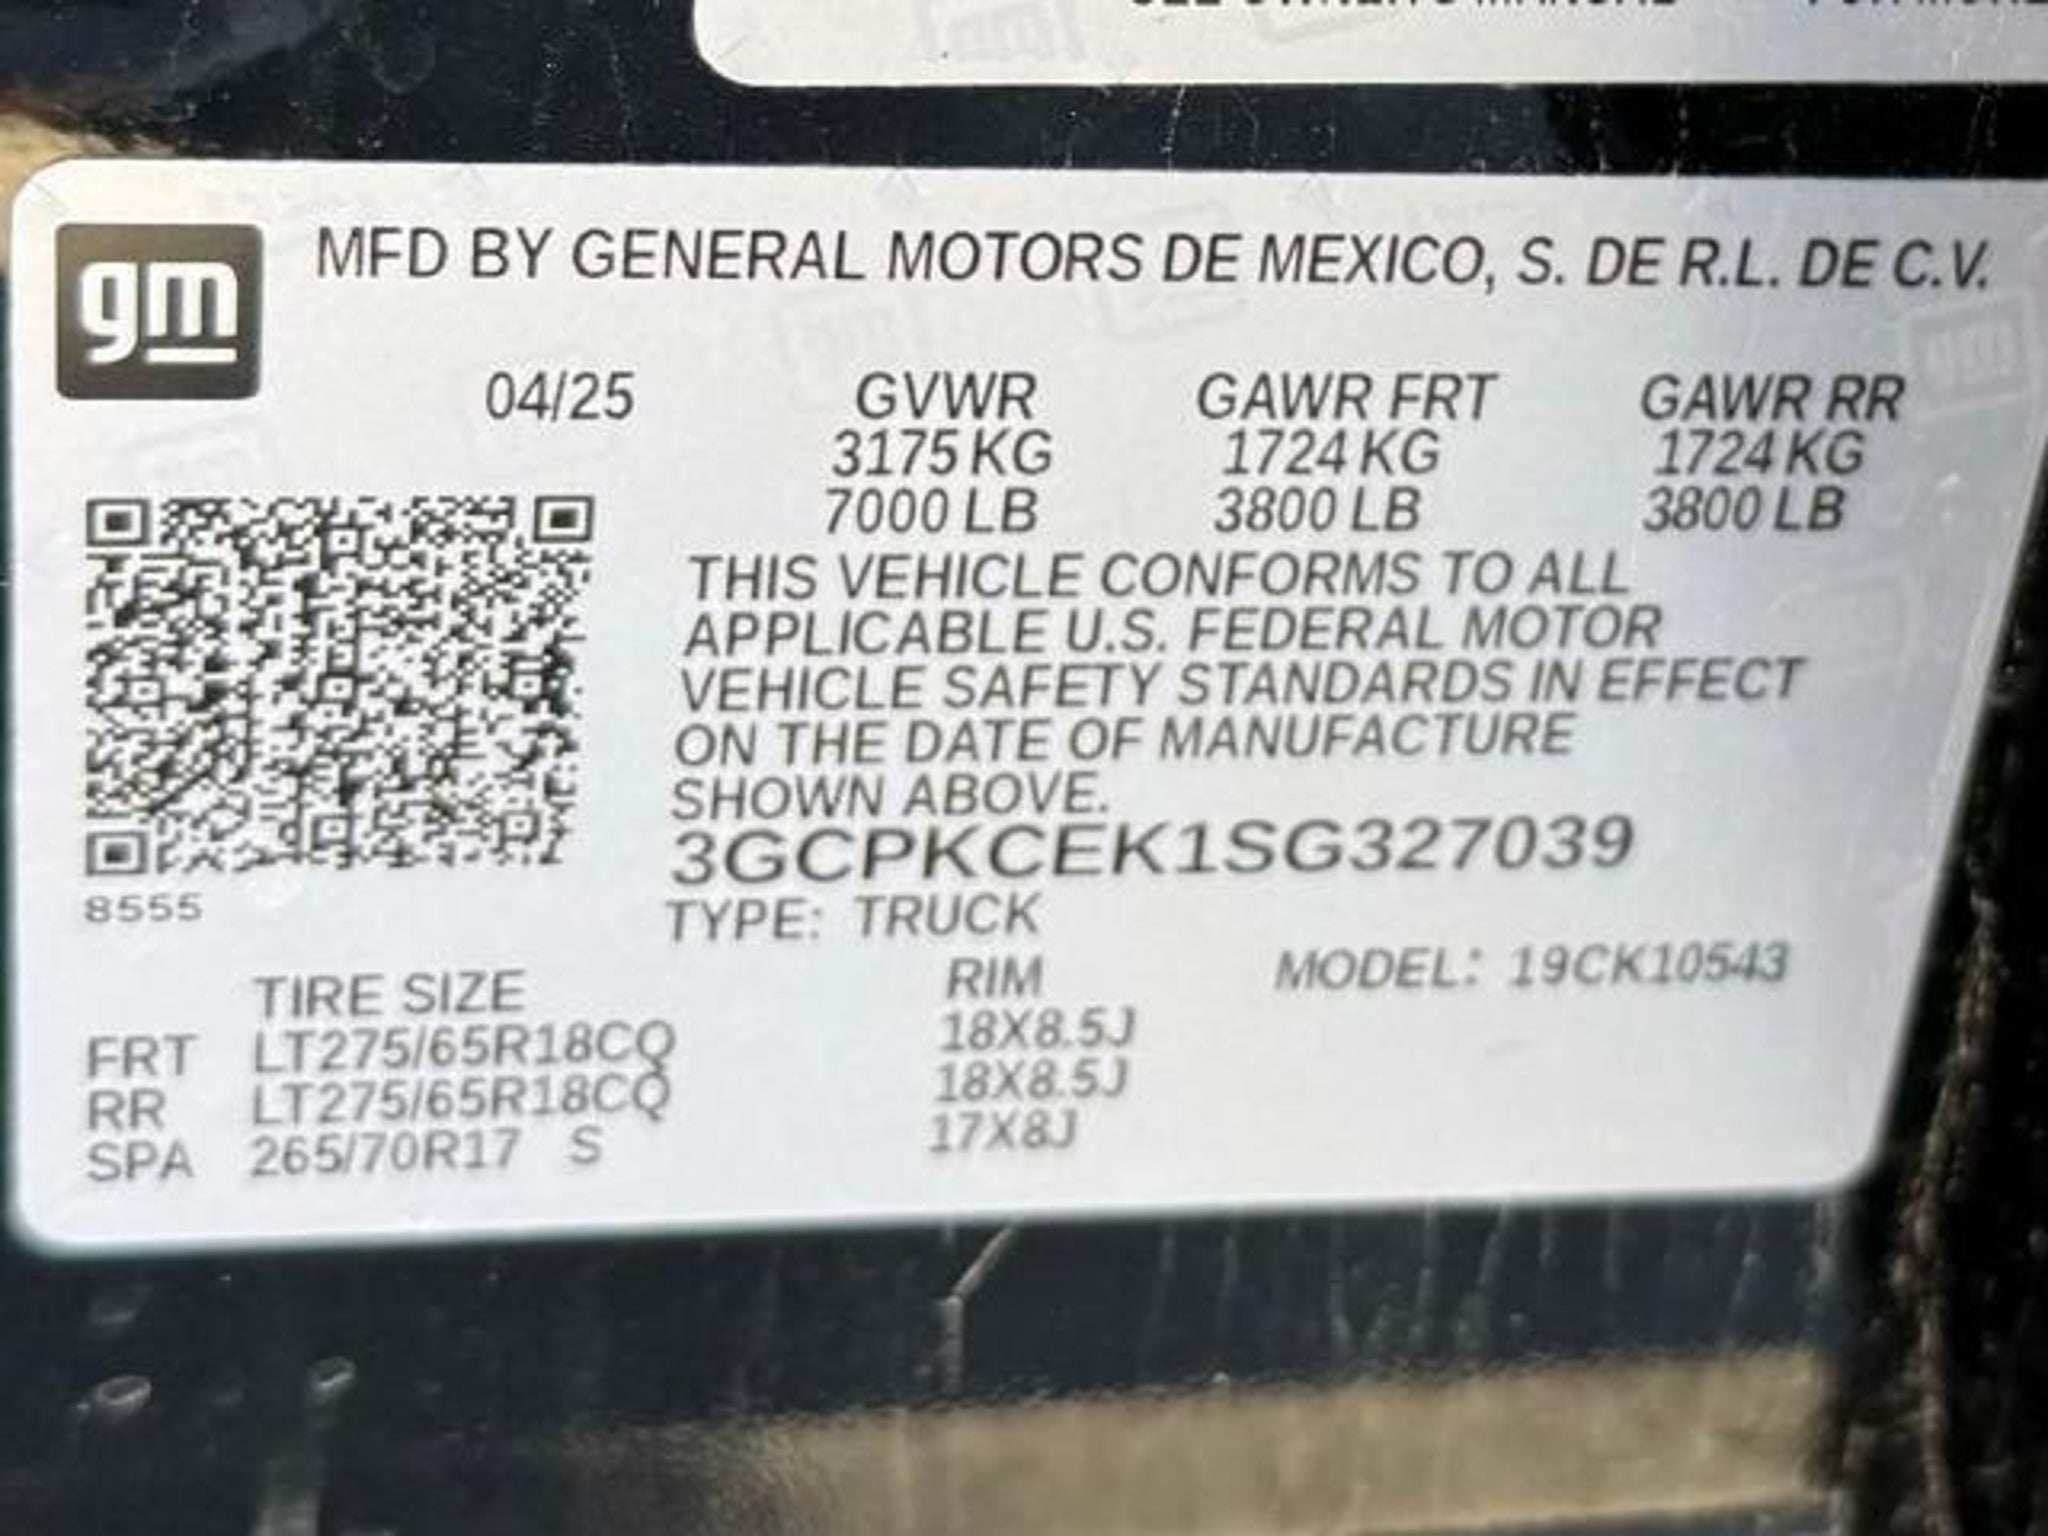 gm
MFD BY GENERAL MOTORS DE MEXICO, S. DE R.L. DE C.V.
04/25 GVWR GAWR FRT GAWR RR
3175 KG 1724 KG 1724 KG
7000 LB 3800 LB 3800 LB
THIS VEHICLE CONFORMS TO ALL
APPLICABLE U.S. FEDERAL MOTOR
VEHICLE SAFETY STANDARDS IN EFFECT
ON THE DATE OF MANUFACTURE
SHOWN ABOVE.
3GCPKCEK1SG327039
8555
TYPE: TRUCK
TIRE SIZE RIM MODEL: 19CK10543
FRT LT275/65R18CQ 18X8.5J
RR LT275/65R18CQ 18X8.5J
SPA 265/70R17 S 17X8J